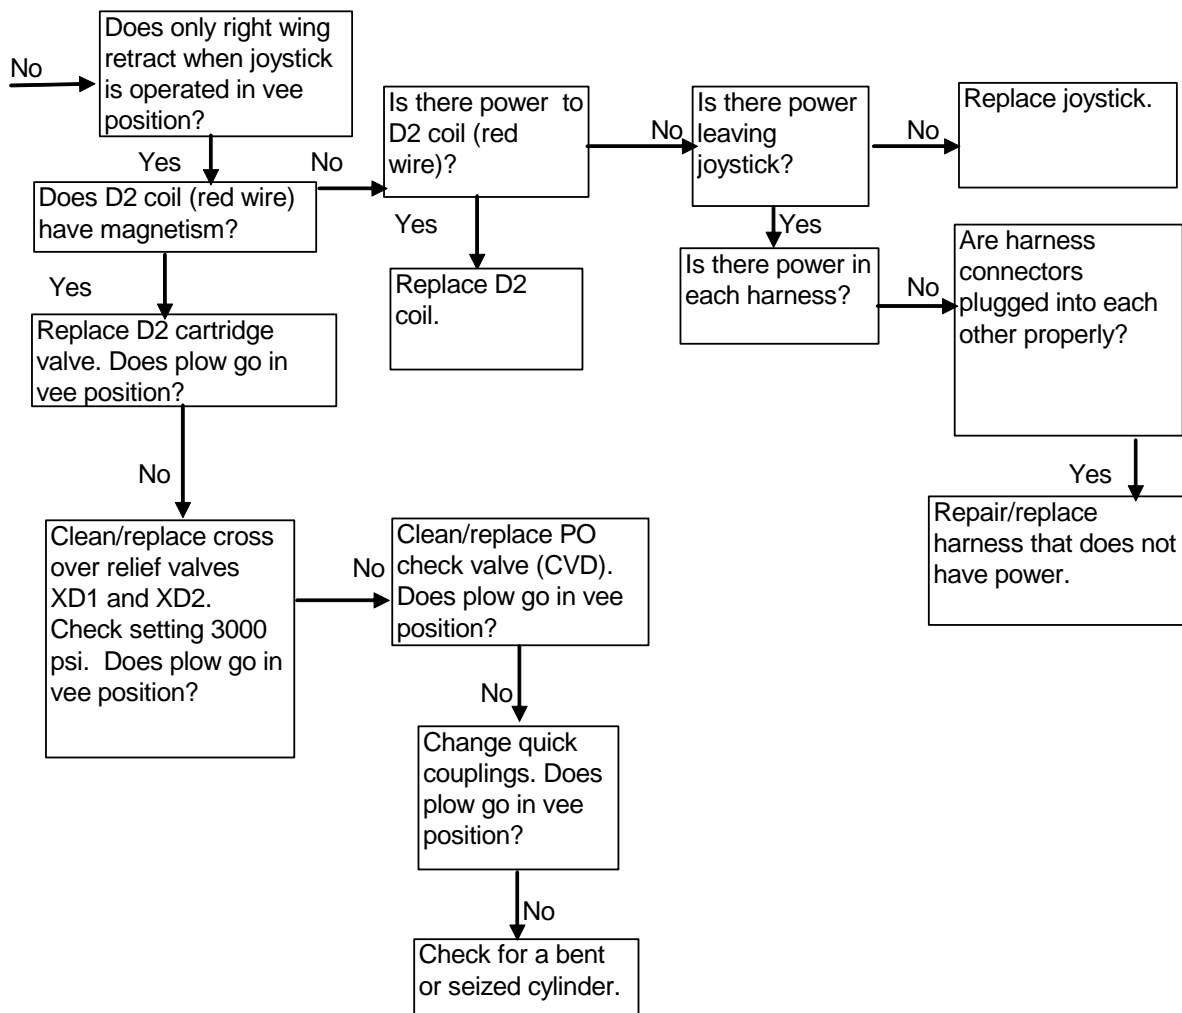 Does only right wing
retract when joystick
is operated in vee
position?
No
Yes
No
Is there power  to
D2 coil (red
wire)?
No
Is there power
leaving
joystick?
No
Replace joystick.
Does D2 coil (red wire)
have magnetism?
Yes
Yes
Yes
Replace D2
coil.
Is there power in
each harness?
No
Are harness
connectors
plugged into each
other properly?
Replace D2 cartridge
valve. Does plow go in
vee position?
No
Yes
Repair/replace
harness that does not
have power.
Clean/replace cross
over relief valves
XD1 and XD2.
Check setting 3000
psi.  Does plow go in
vee position?
No
Clean/replace PO
check valve (CVD).
Does plow go in vee
position?
No
Change quick
couplings. Does
plow go in vee
position?
No
Check for a bent
or seized cylinder.